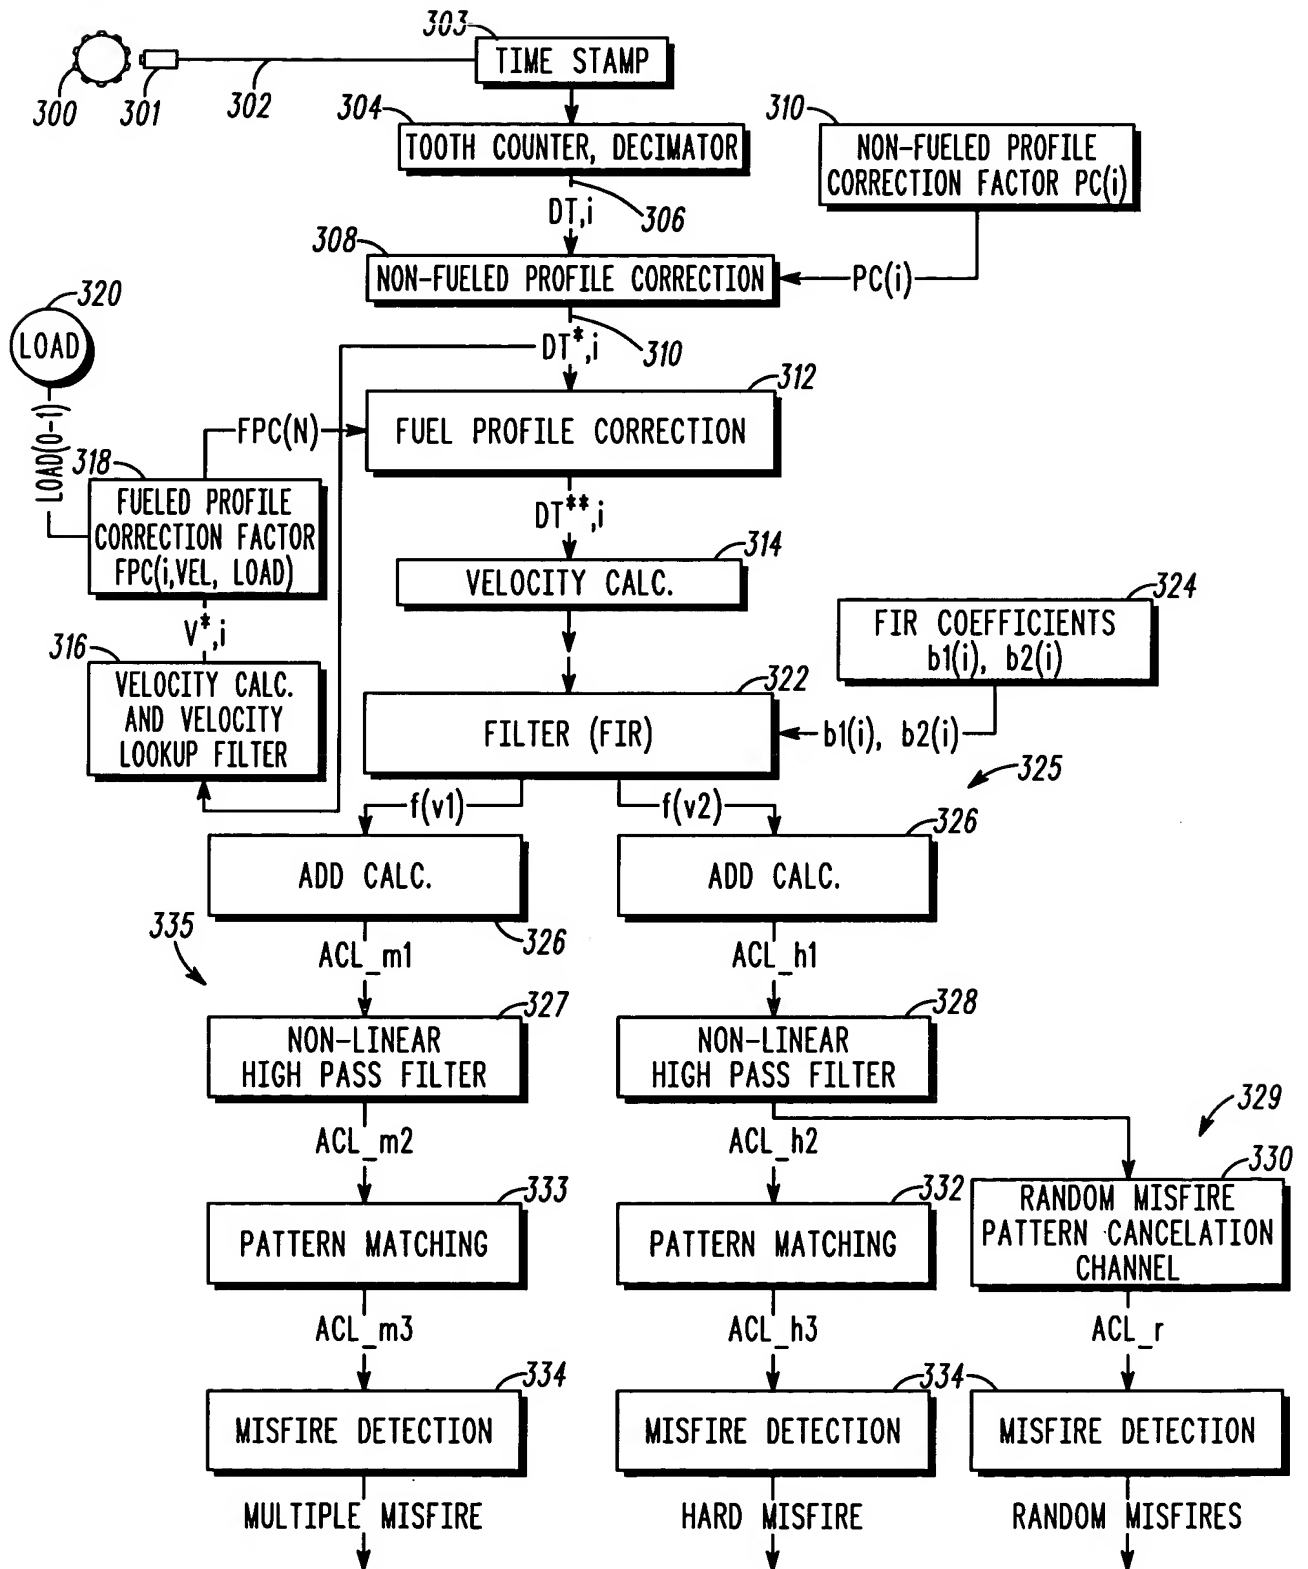 303
TIME STAMP
300
301
302
304
TOOTH COUNTER, DECIMATOR
310
NON-FUELED PROFILE
CORRECTION FACTOR PC(i)
DT,i
306
308
NON-FUELED PROFILE CORRECTION
PC(i)
320
LOAD
DT*,i
310
312
FUEL PROFILE CORRECTION
FPC(N)
LOAD(0-1)
318
FUELED PROFILE
CORRECTION FACTOR
FPC(i,VEL, LOAD)
DT**,i
314
VELOCITY CALC.
V*,i
316
VELOCITY CALC.
AND VELOCITY
LOOKUP FILTER
324
FIR COEFFICIENTS
b1(i), b2(i)
322
FILTER (FIR)
b1(i), b2(i)
325
f(v1)
f(v2)
326
ADD CALC.
ADD CALC.
335
326
ACL_m1
ACL_h1
327
NON-LINEAR
HIGH PASS FILTER
328
NON-LINEAR
HIGH PASS FILTER
329
ACL_m2
ACL_h2
333
PATTERN MATCHING
332
PATTERN MATCHING
330
RANDOM MISFIRE
PATTERN CANCELATION
CHANNEL
ACL_m3
ACL_h3
ACL_r
334
MISFIRE DETECTION
334
MISFIRE DETECTION
MISFIRE DETECTION
MULTIPLE MISFIRE
HARD MISFIRE
RANDOM MISFIRES